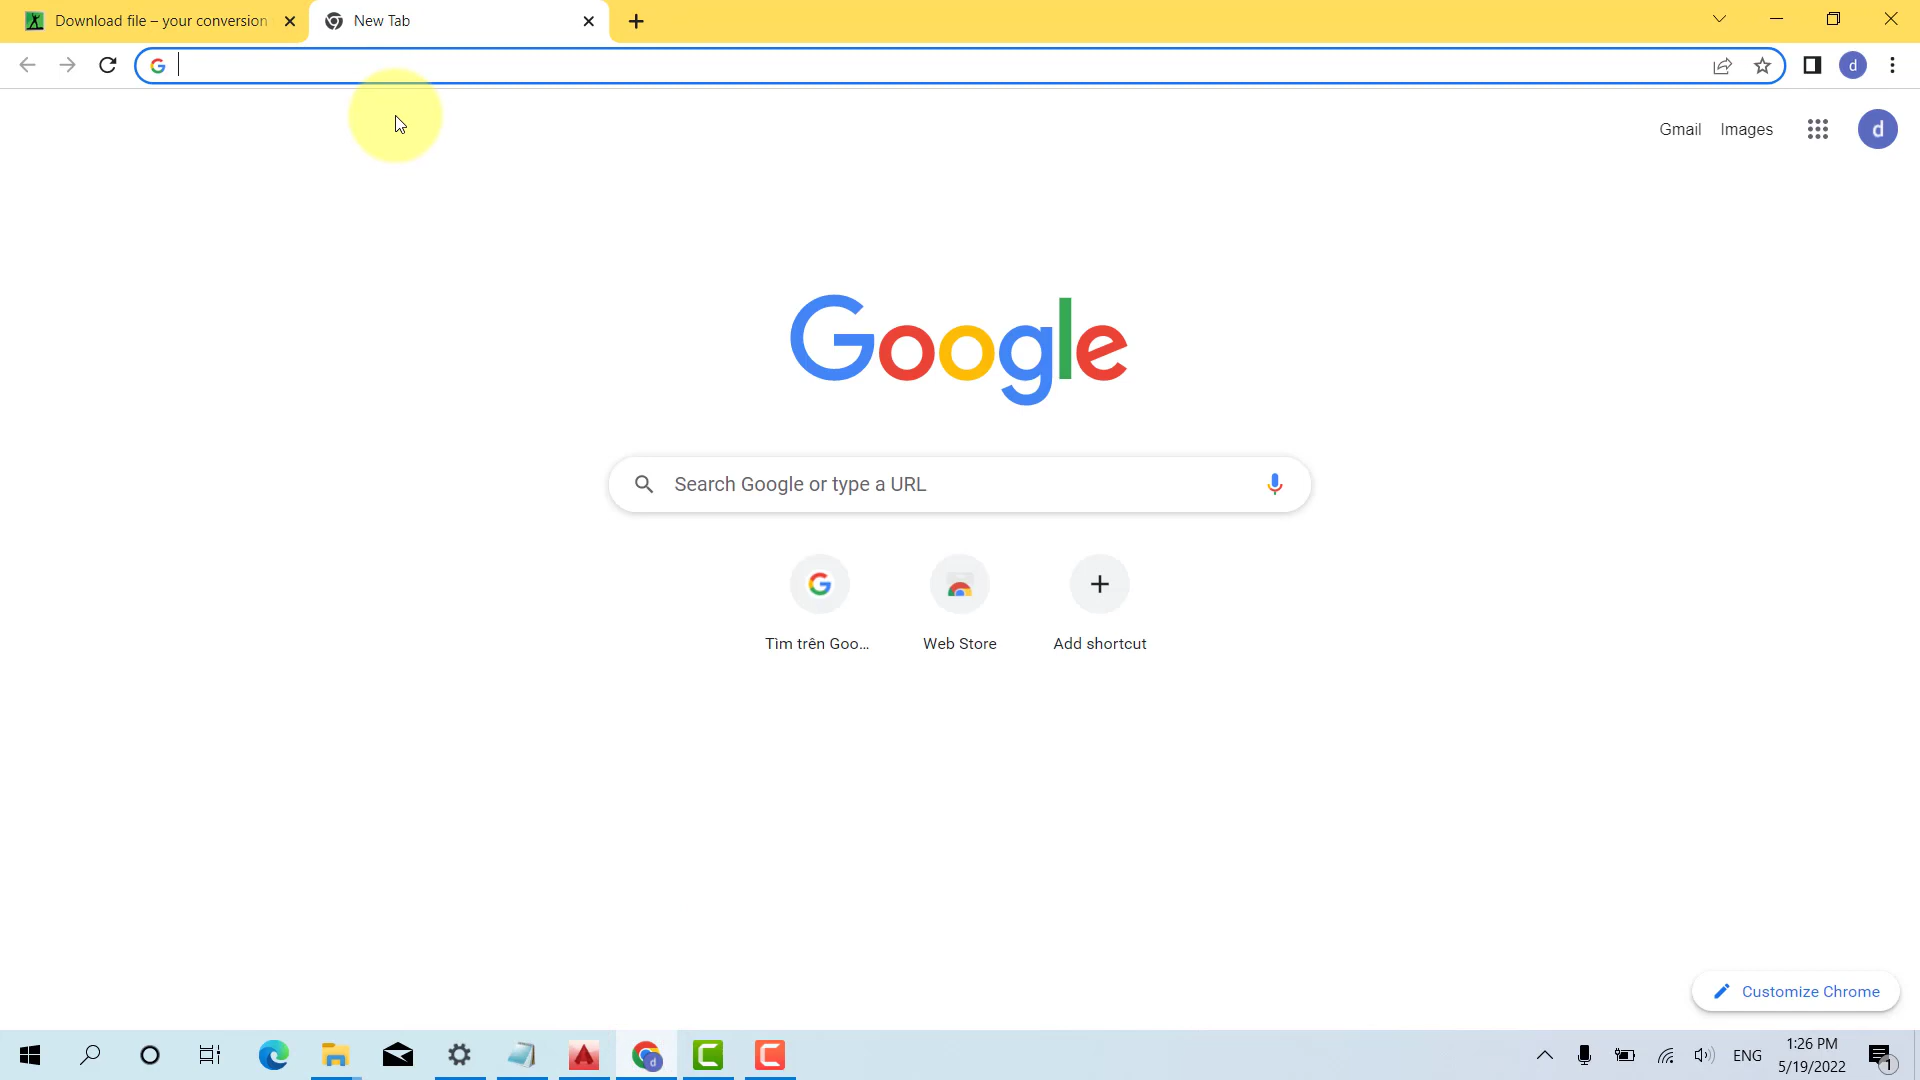 Download file – your conversion
New Tab
d
Gmail
Images
d
Google
Search Google or type a URL
Tìm trên Goo...
Web Store
Add shortcut
Customize Chrome
d
ENG
1:26 PM
5/19/2022
1